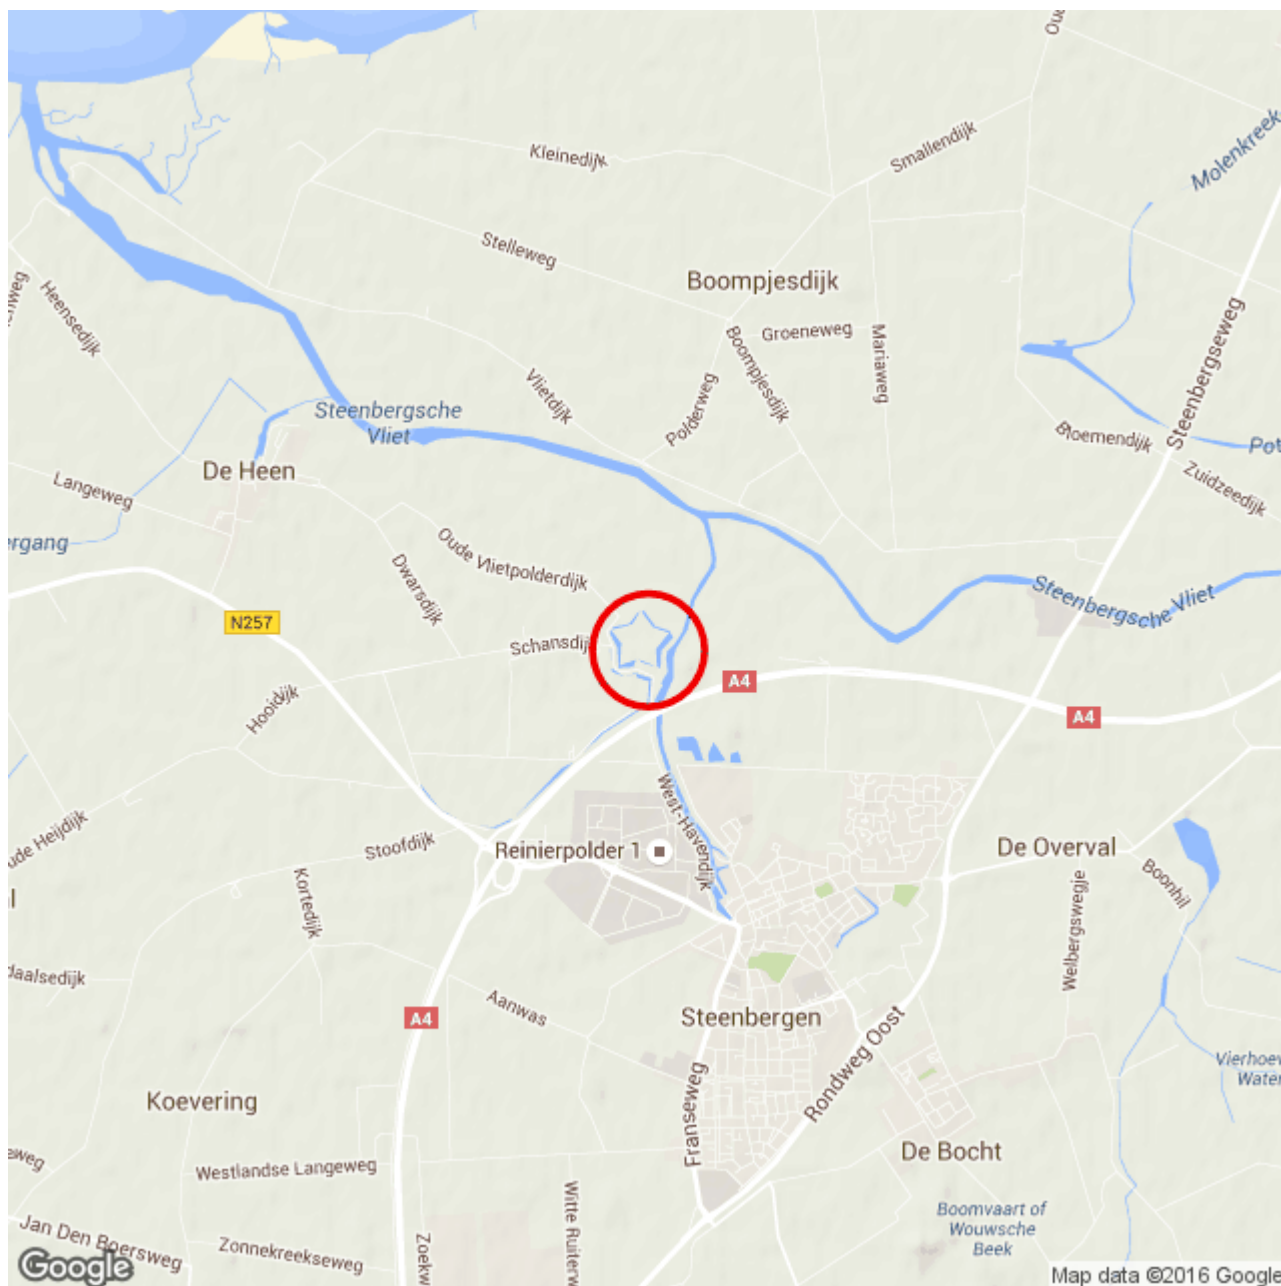 Kleinedijk
Smallendijk
Molenkreek
Stelleweg
Boompjesdijk
Heensedijk
Groeneweg
Boompjesdijk
Mariaweg
Steenbergseweg
Vlietdijk
Polderweg
Steenbergsche
Vliet
Bloemendijk
De Heen
Zuidzeedijk
Langeweg
ergang
Oude Vlietpolderdijk
Dwarsdijk
Steenbergsche Vliet
N257
Schansdijk
A4
Hooidijk
A4
West-Havendijk
Stoofdijk
Reinierpolder 1
De Overval
Boonhil
Kortedijk
Welbergswegje
daalsedijk
Aanwas
A4
Steenbergen
Rondweg Oost
Koevering
Franseweg
De Bocht
Westlandse Langeweg
Boomvaart of
Wouwsche
Beek
Jan Den Boersweg
Zonnekreekseweg
Google
Map data ©2016 Google